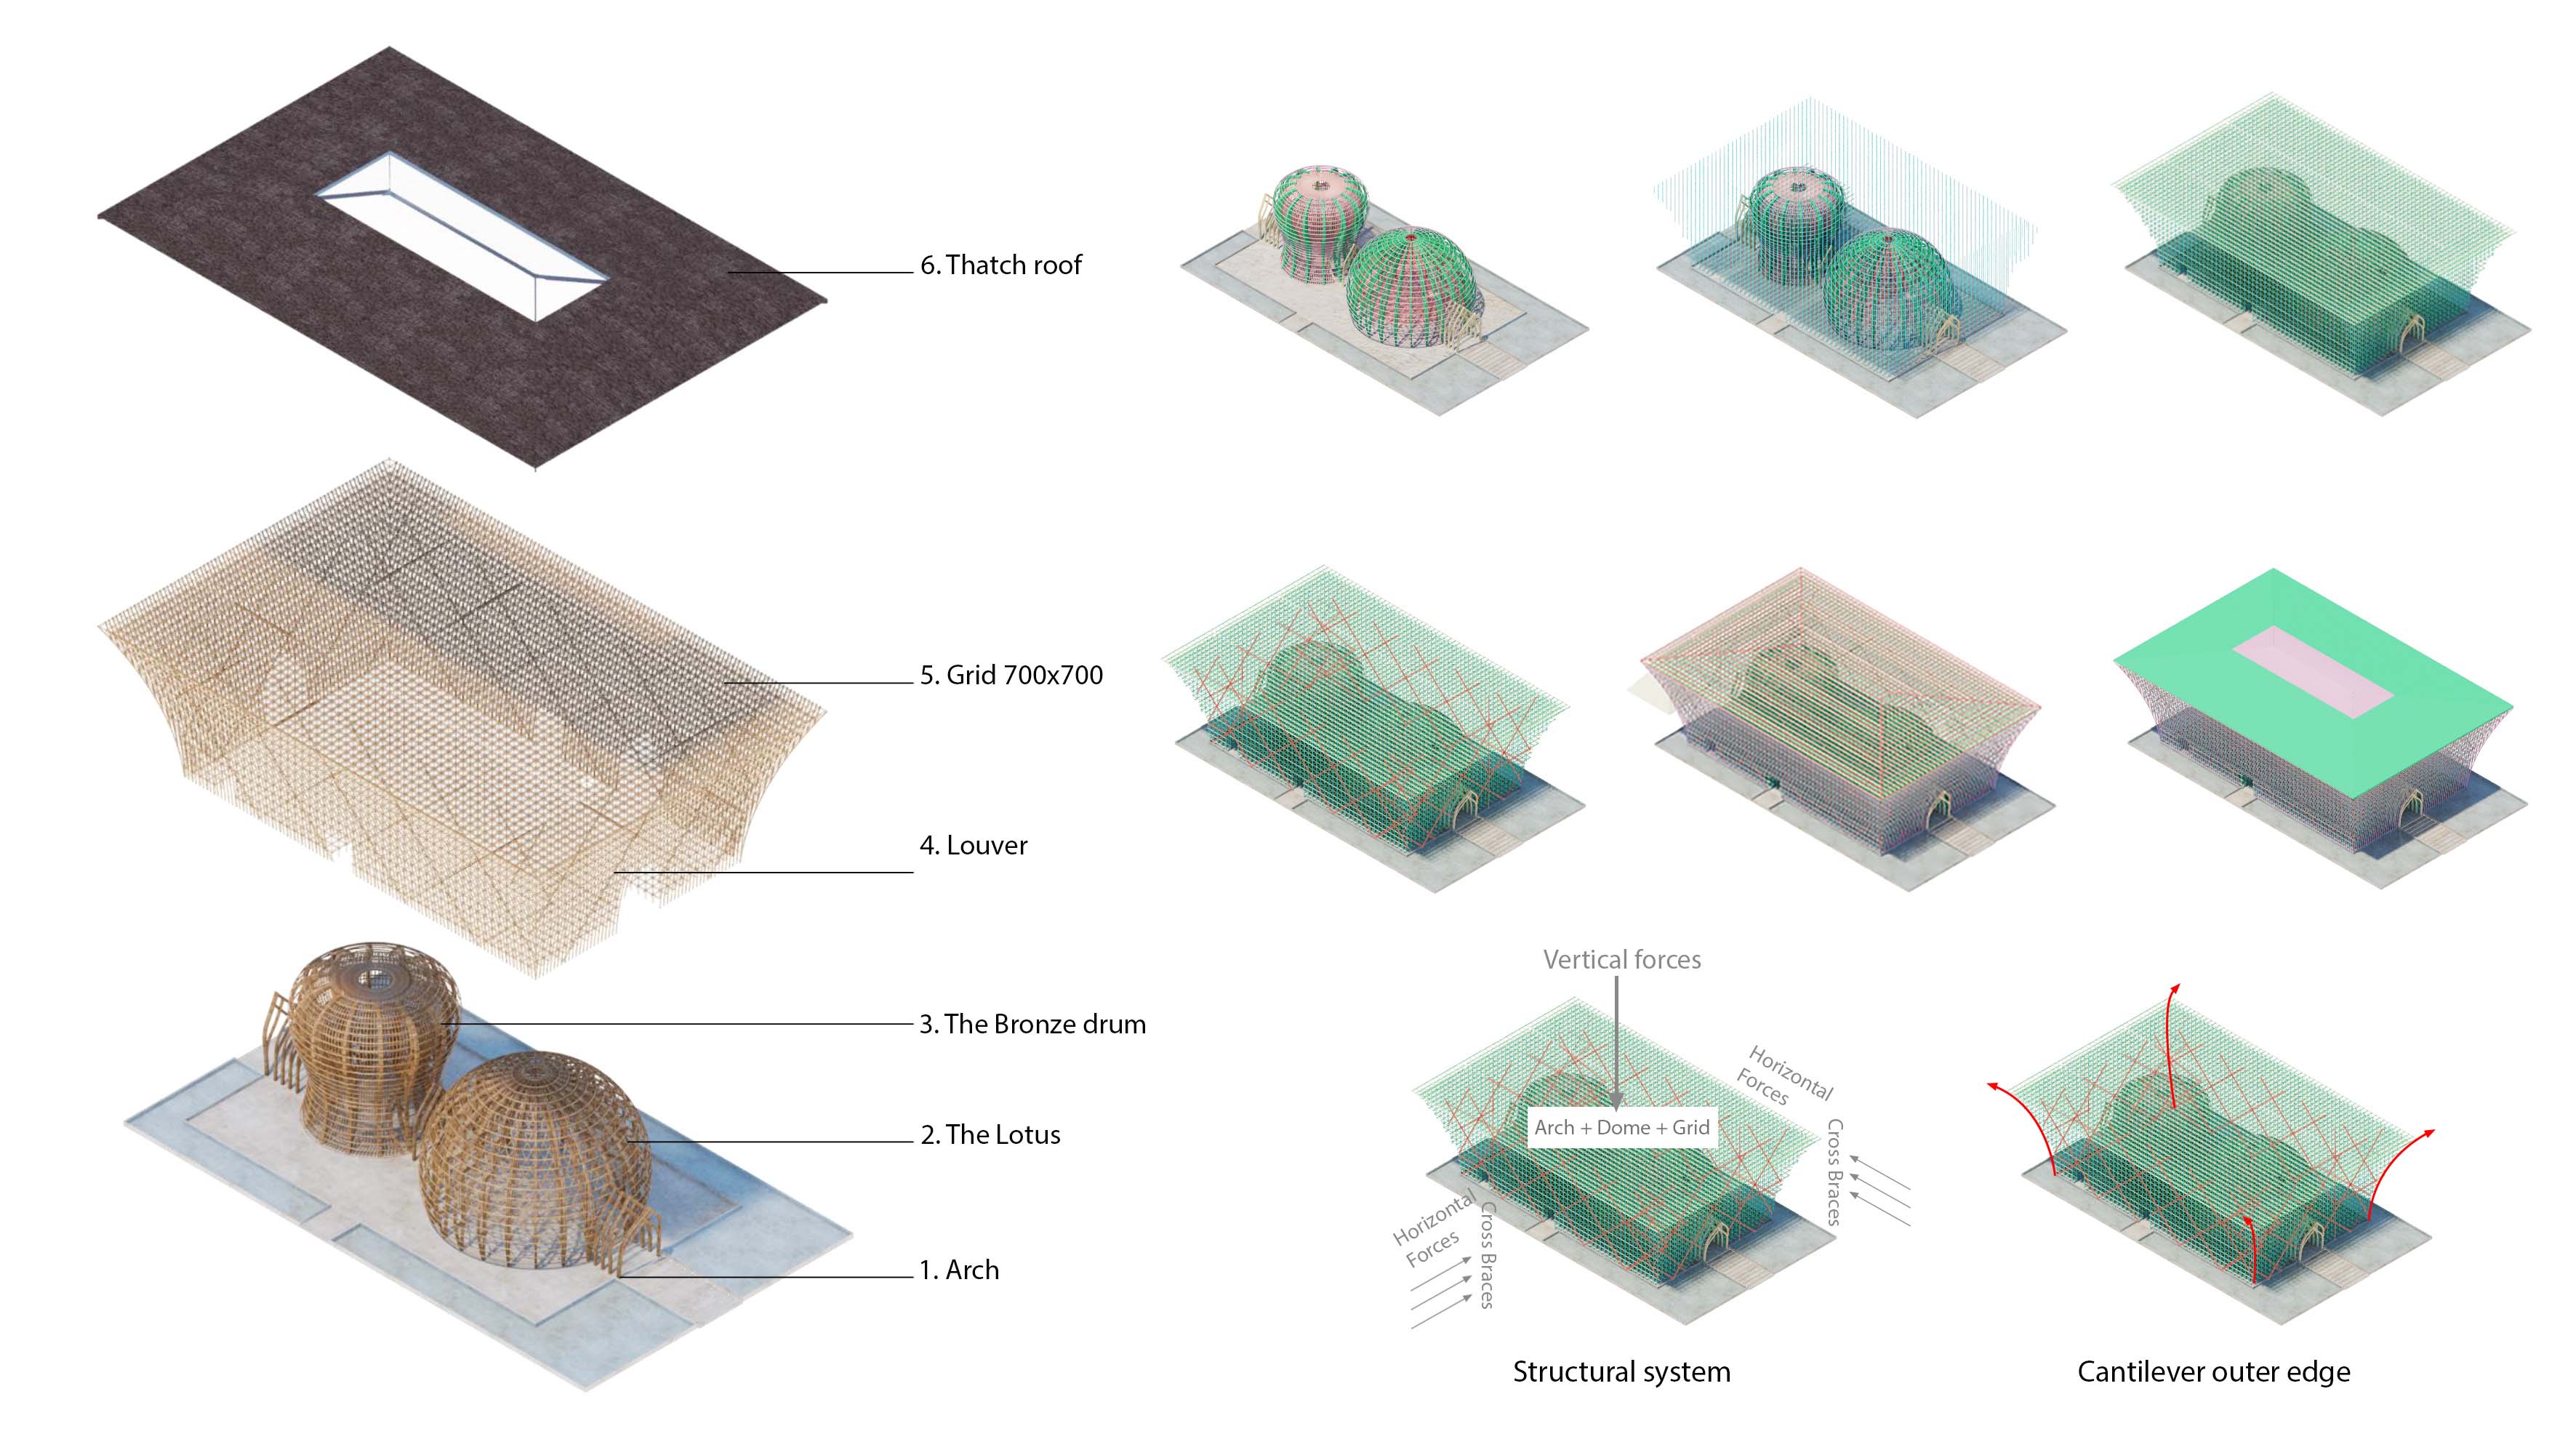 6. Thatch roof
5. Grid 700x700
4. Louver
3. The Bronze drum
2. The Lotus
1. Arch
Vertical forces
Horizontal
Forces
Cross Braces
Arch + Dome + Grid
Horizontal
Forces
Cross Braces
Structural system
Cantilever outer edge